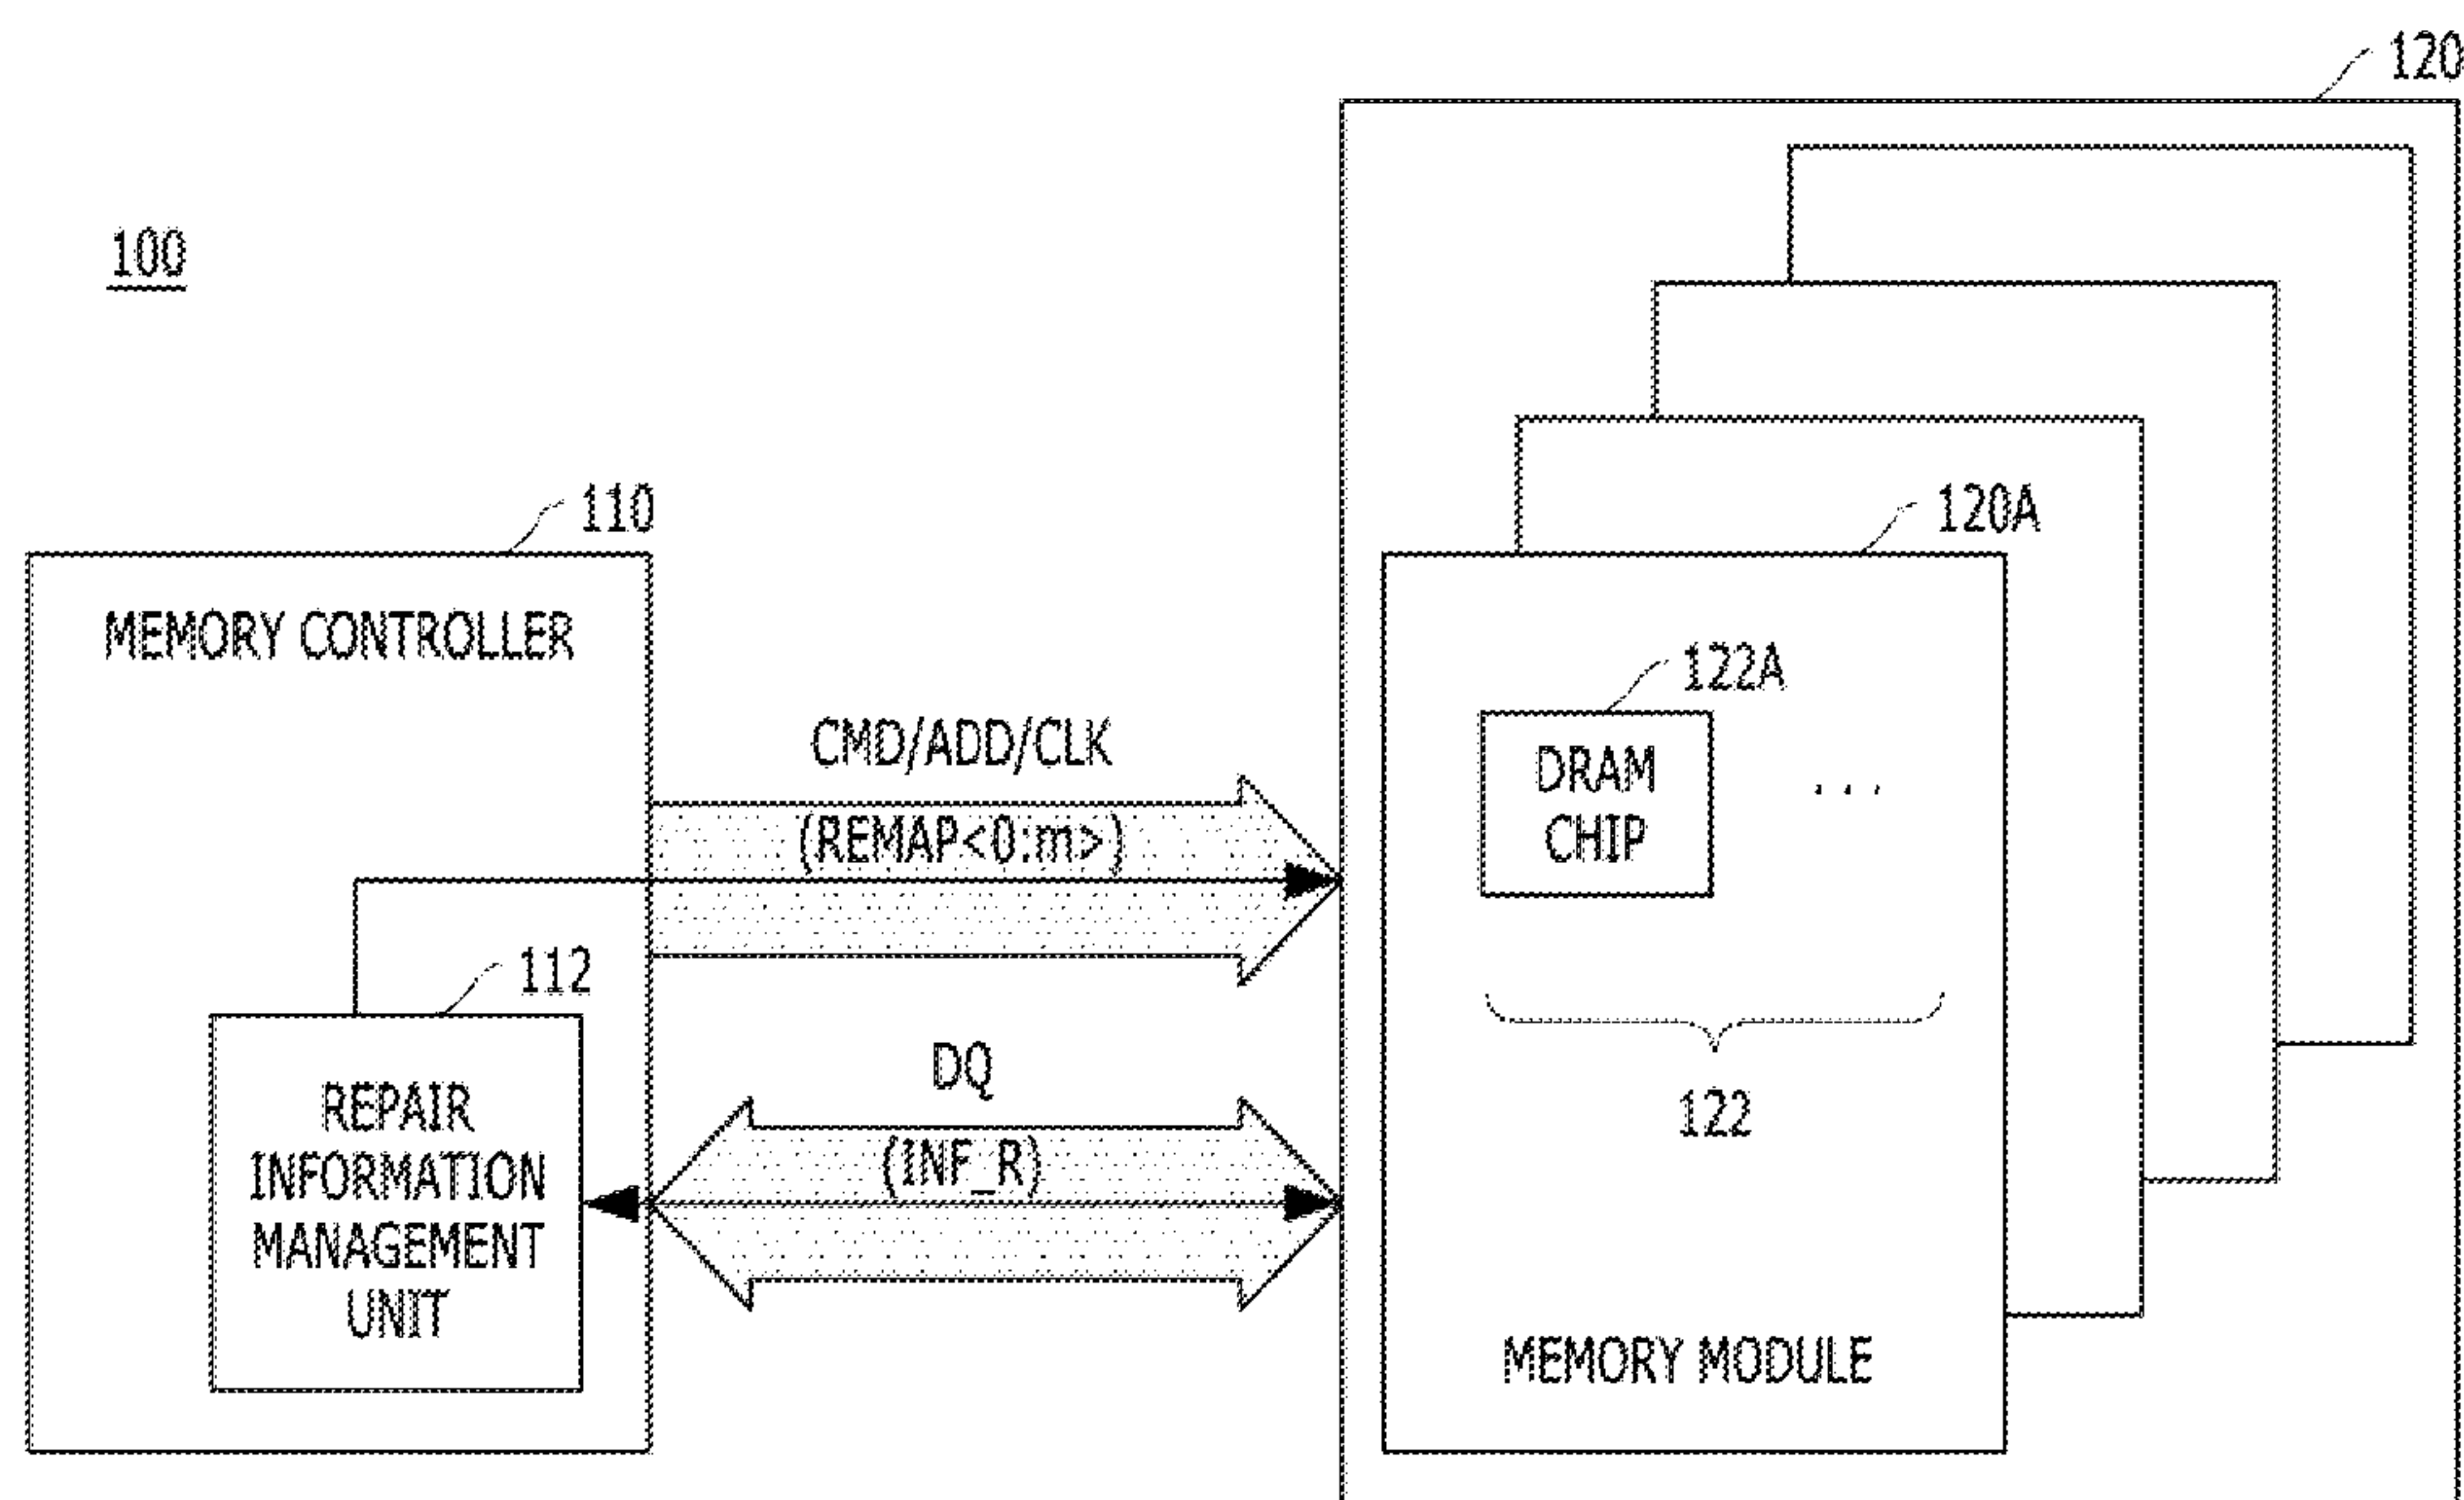 120
100
110
120A
MEMORY CONTROLLER
122A
CMD/ADD/CLK
DRAM
CHIP
...
(REMAP<0:m>)
112
DQ
REPAIR
INFORMATION
MANAGEMENT
UNIT
(INF_R)
122
MEMORY MODULE